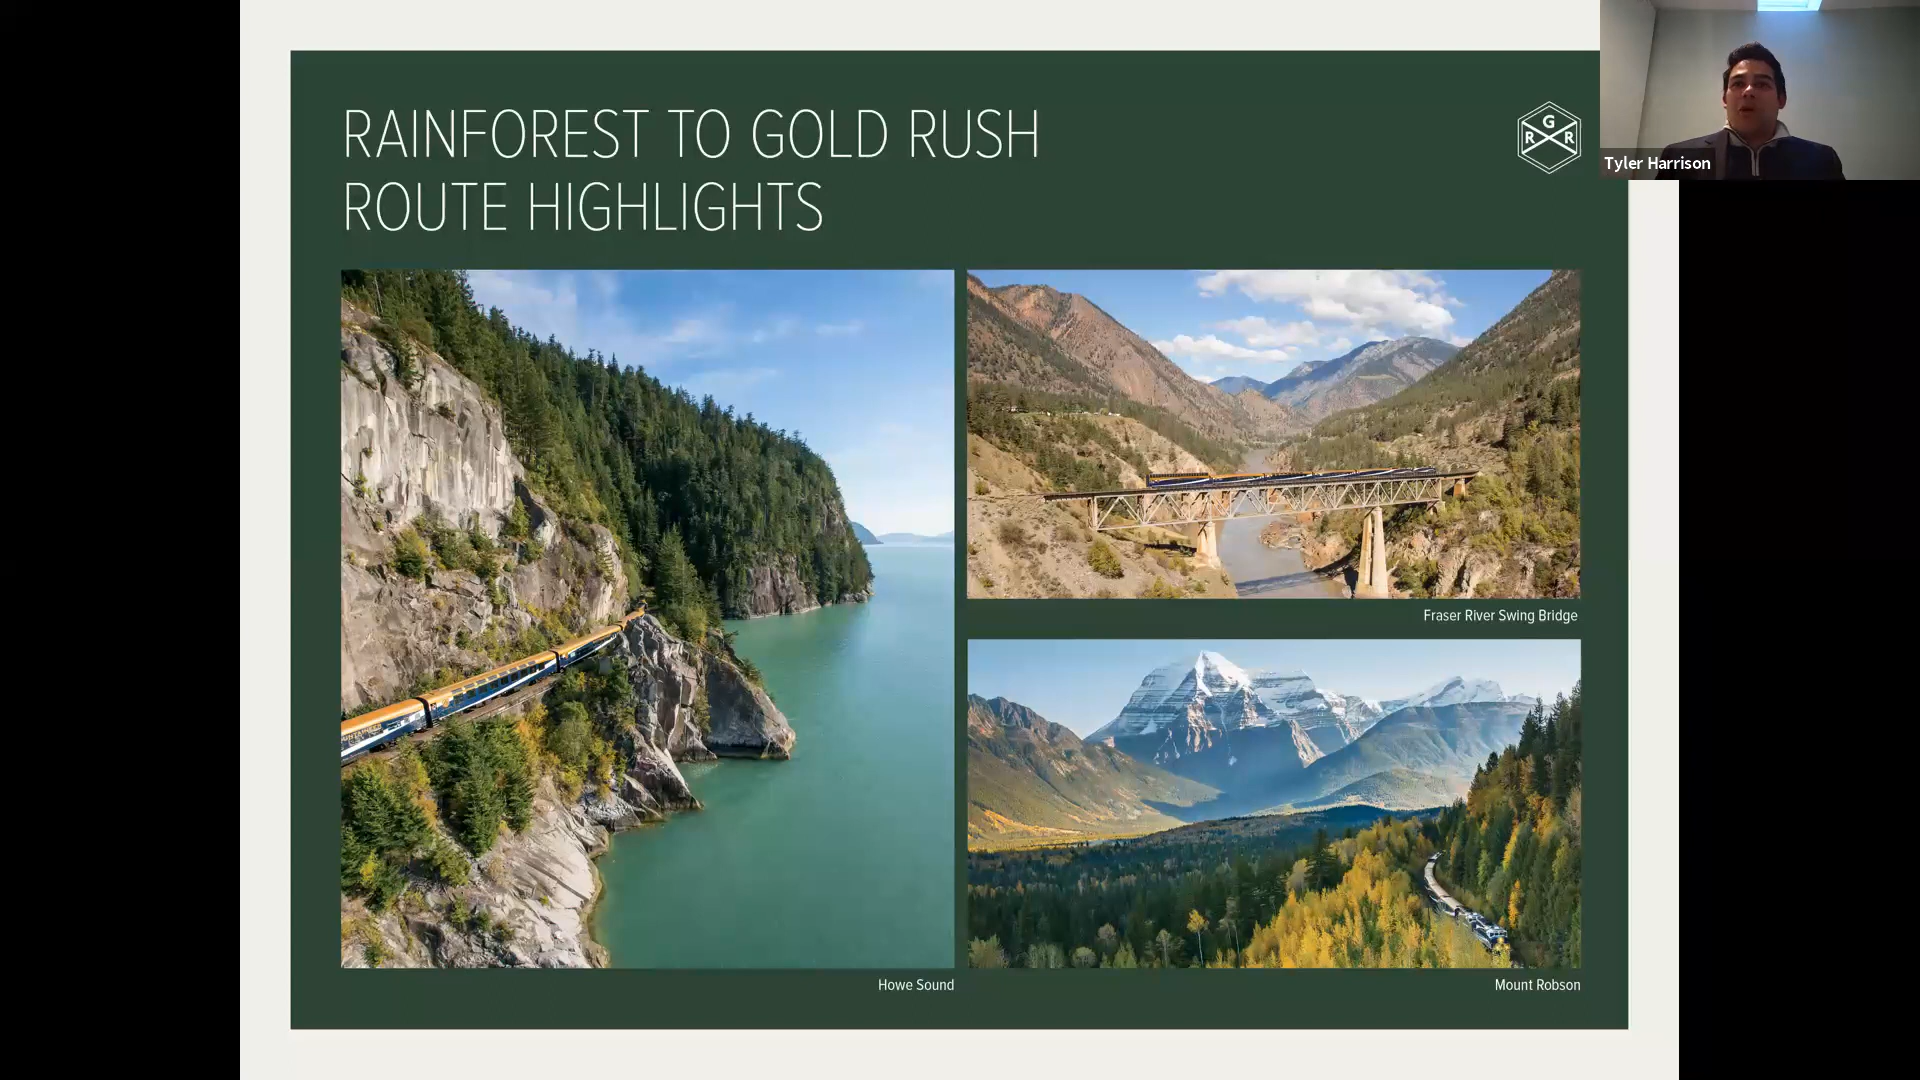 RAINFOREST TO GOLD RUSH
ROUTE HIGHLIGHTS
G
R R
Tyler Harrison
Fraser River Swing Bridge
Howe Sound
Mount Robson